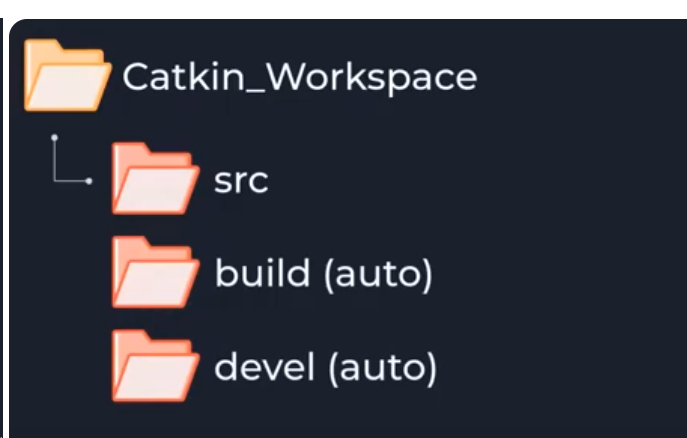 Catkin_Workspace
src
build (auto)
devel (auto)